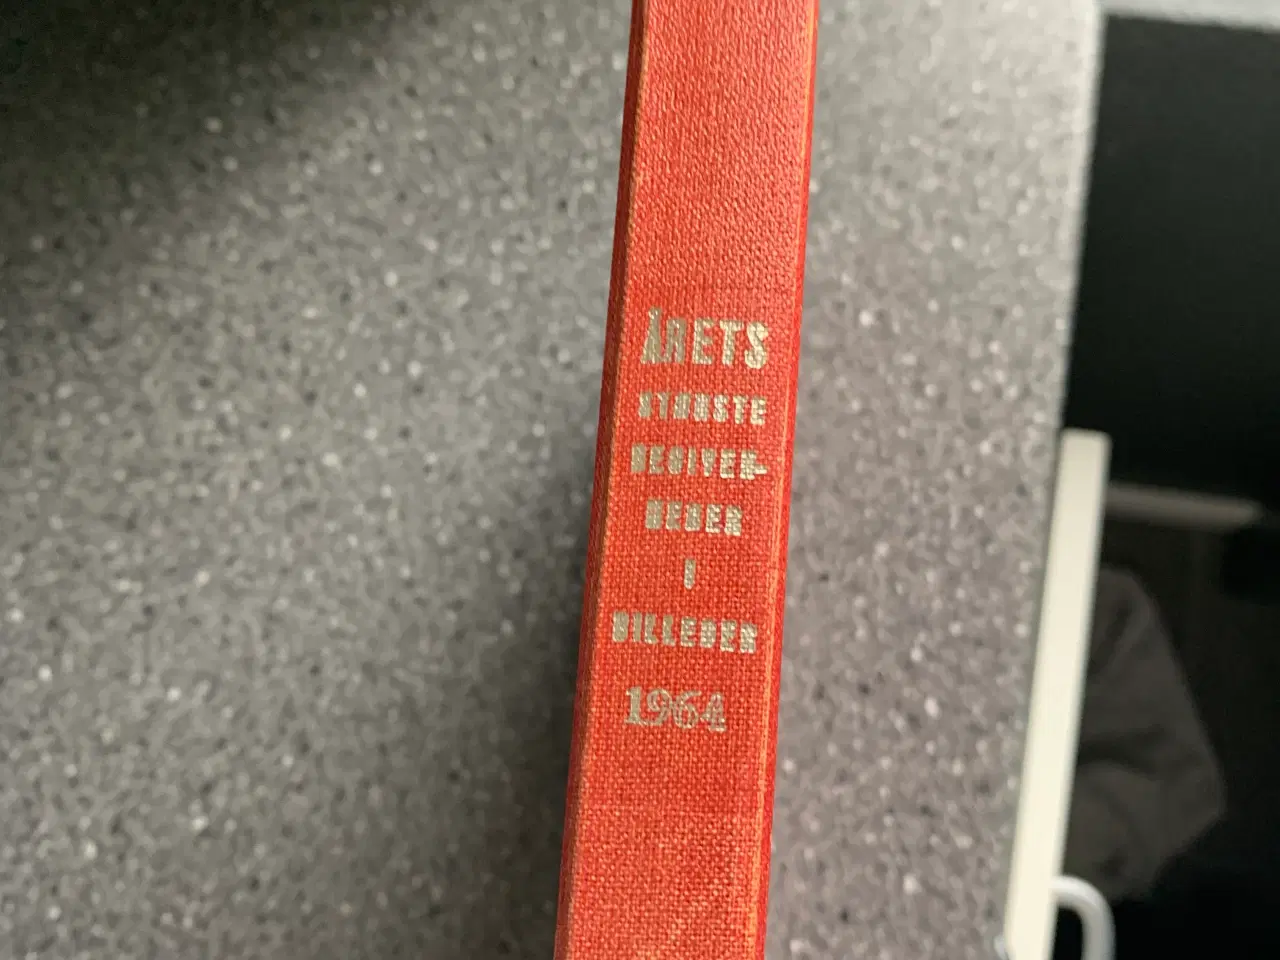 ÅRETS
STØRSTE
BEGIVEN-
HEDER
I
BILLEDER
1964